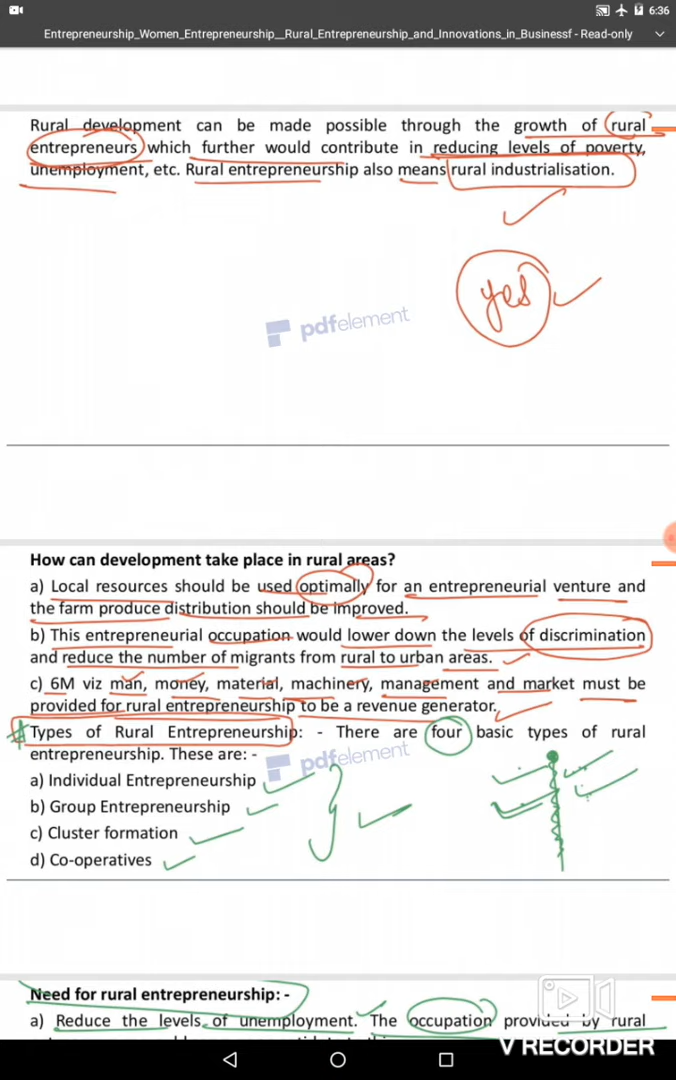 6:36
Entrepreneurship_Women_Entrepreneurship__Rural_Entrepreneurship_and_Innovations_in_Businessf - Read-only
Rural development can be made possible through the growth of rural
entrepreneurs which further would contribute in reducing levels of poverty,
unemployment, etc. Rural entrepreneurship also means rural industrialisation.
yes
pdfelement
How can development take place in rural areas?
a) Local resources should be used optimally for an entrepreneurial venture and
the farm produce distribution should be improved.
b) This entrepreneurial occupation would lower down the levels of discrimination
and reduce the number of migrants from rural to urban areas.
c) 6M viz man, money, material, machinery, management and market must be
provided for rural entrepreneurship to be a revenue generator.
# Types of Rural Entrepreneurship: - There are four basic types of rural
entrepreneurship. These are: -
pdfelement
a) Individual Entrepreneurship
b) Group Entrepreneurship
c) Cluster formation
d) Co-operatives
Need for rural entrepreneurship: -
a) Reduce the levels of unemployment. The occupation provided by rural
V RECORDER